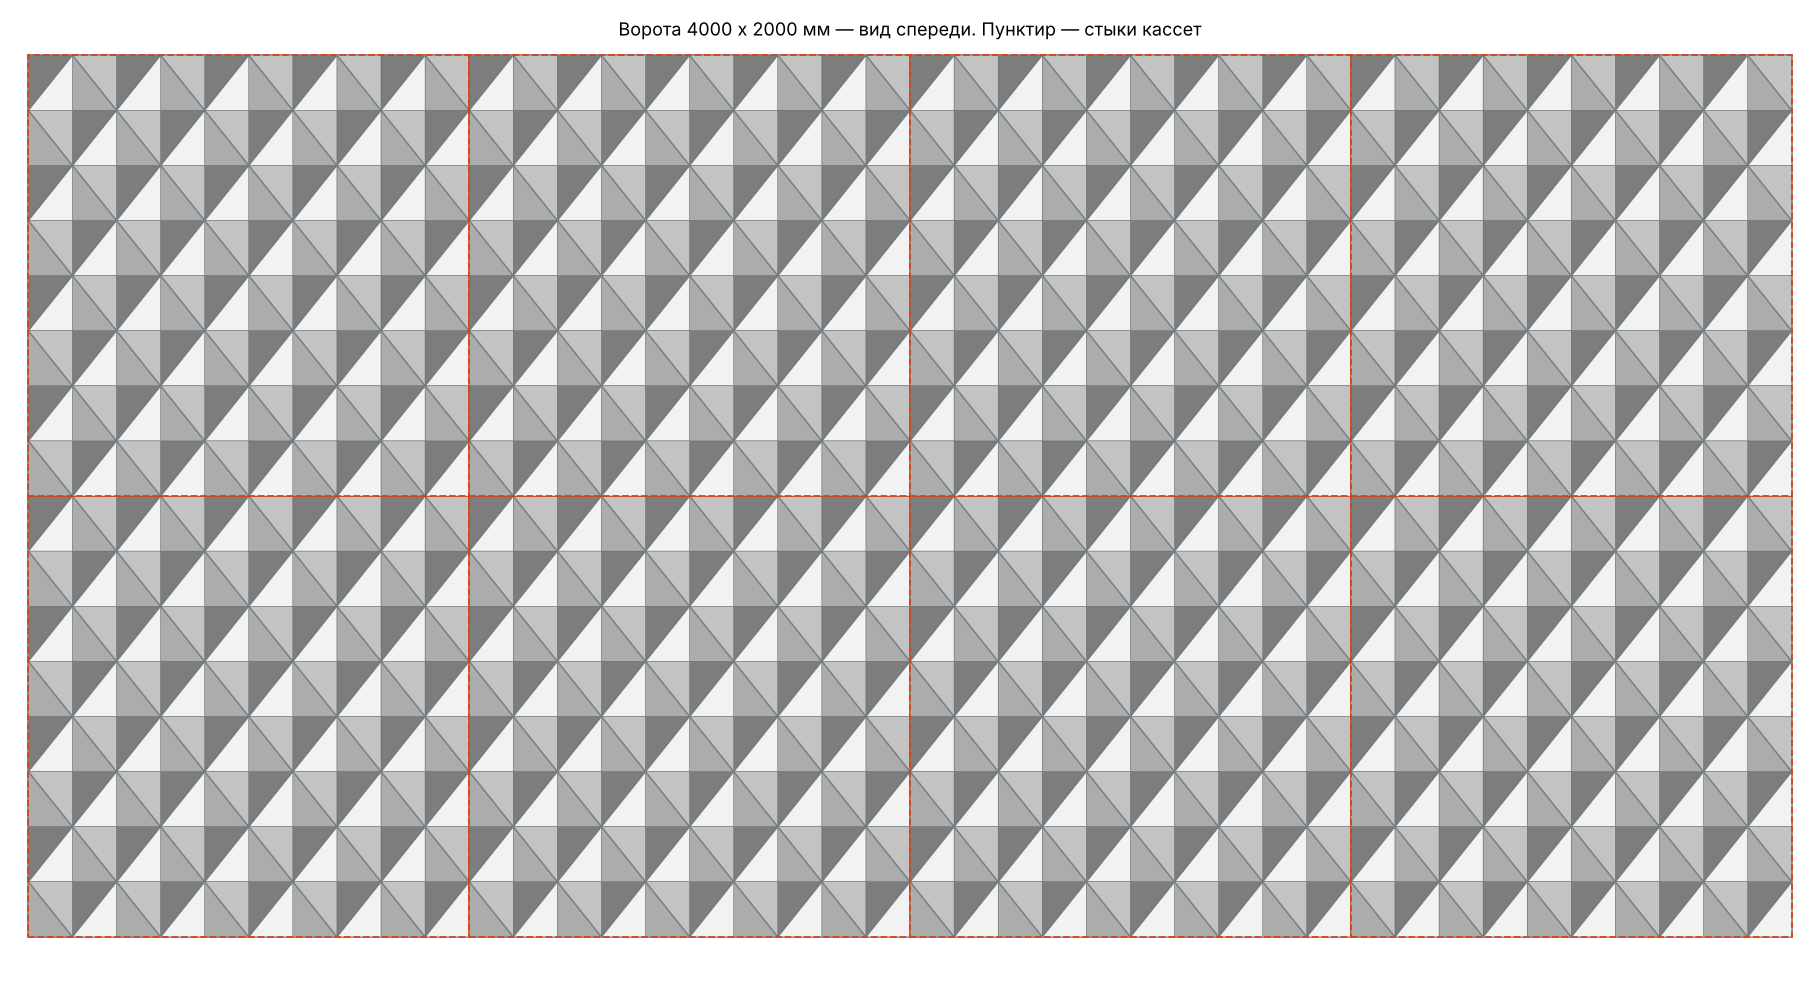 Ворота 4000 x 2000 мм — вид спереди. Пунктир — стыки кассет